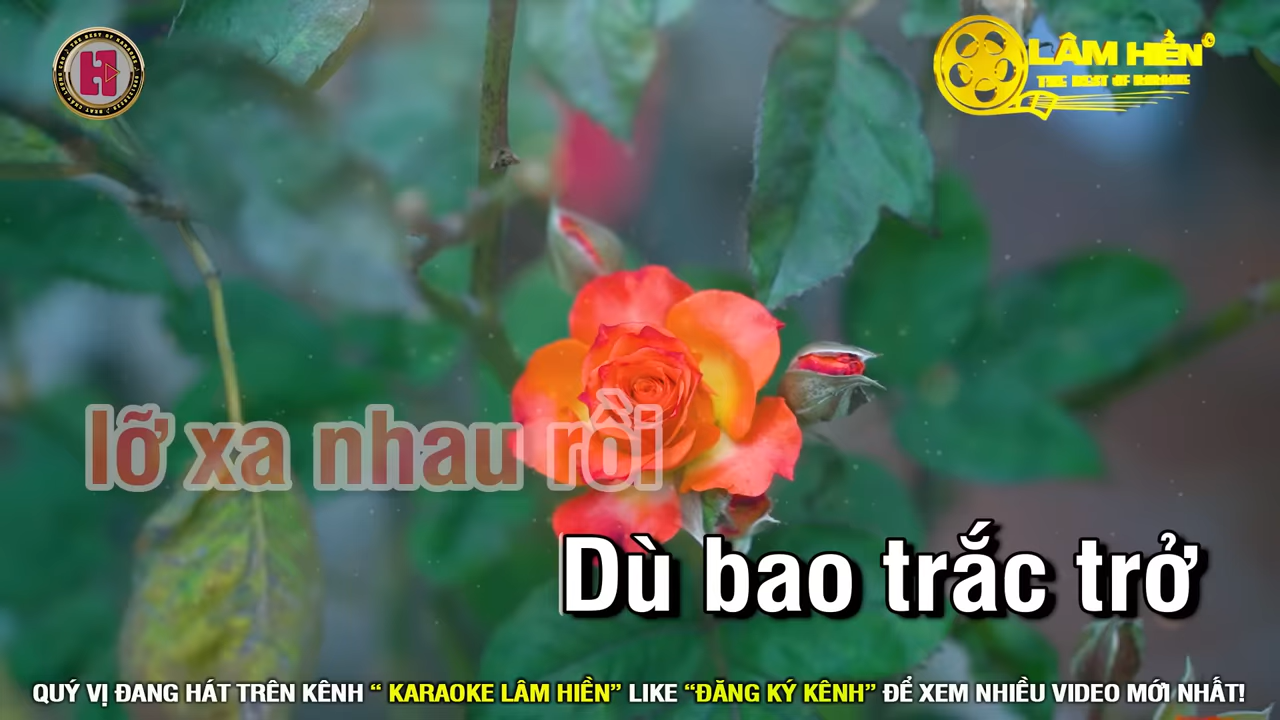 H
LÂM HIỀN
THE BEST OF KARAOKE
lỡ xa nhau rồi
Dù bao trắc trở
QUÝ VỊ ĐANG HÁT TRÊN KÊNH “ KARAOKE LÂM HIỀN” LIKE “ĐĂNG KÝ KÊNH” ĐỂ XEM NHIỀU VIDEO MỚI NHẤT!